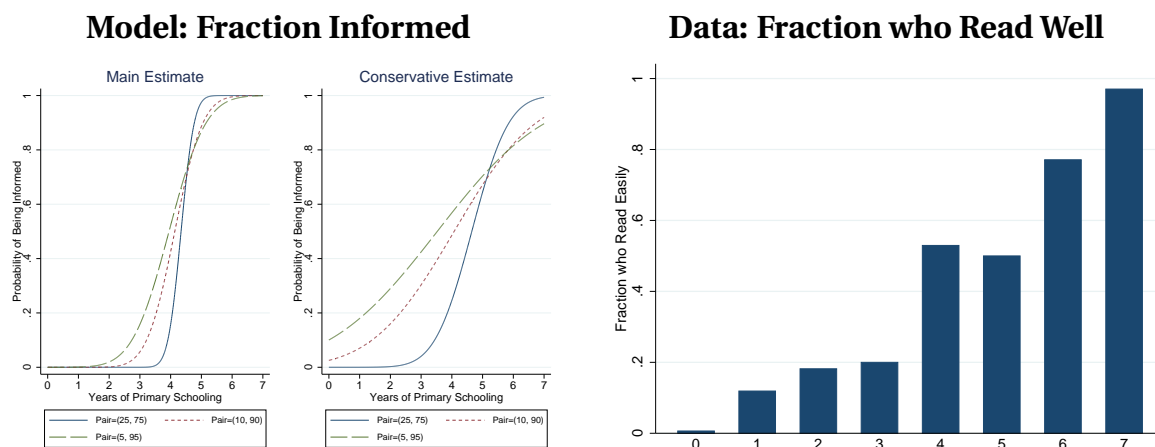 Model: Fraction Informed
Data: Fraction who Read Well
Main Estimate
Probability of Being Informed
1
.8
.6
.4
.2
0
0 1 2 3 4 5 6 7
Years of Primary Schooling
Pair=(25, 75) Pair=(10, 90)
Pair=(5, 95)
Conservative Estimate
Probability of Being Informed
1
.8
.6
.4
.2
0
0 1 2 3 4 5 6 7
Years of Primary Schooling
Pair=(25, 75) Pair=(10, 90)
Pair=(5, 95)
Fraction who Read Easily
1
.8
.6
.4
.2
0
0 1 2 3 4 5 6 7